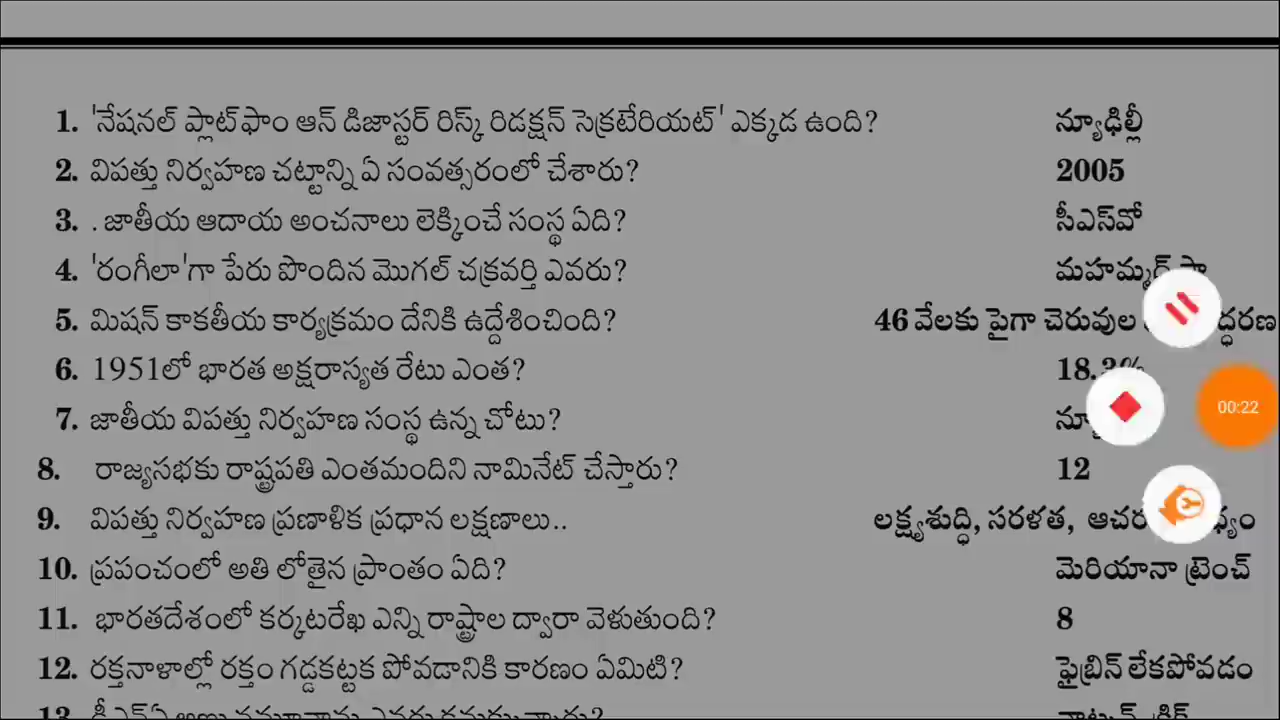 1. 'నేషనల్ ప్లాట్‌ఫాం ఆన్ డిజాస్టర్ రిస్క్ రిడక్షన్ సెక్రటేరియట్' ఎక్కడ ఉంది? న్యూఢిల్లీ
2. విపత్తు నిర్వహణ చట్టాన్ని ఏ సంవత్సరంలో చేశారు? 2005
3. . జాతీయ ఆదాయ అంచనాలు లెక్కించే సంస్థ ఏది? సీఎస్‌వో
4. 'రంగీలా'గా పేరు పొందిన మొగల్ చక్రవర్తి ఎవరు? మహమ్మద్ షా
5. మిషన్ కాకతీయ కార్యక్రమం దేనికి ఉద్దేశించింది? 46 వేలకు పైగా చెరువుల
6. 1951లో భారత అక్షరాస్యత రేటు ఎంత? 18.3%
00:22
7. జాతీయ విపత్తు నిర్వహణ సంస్థ ఉన్న చోటు?
8. రాజ్యసభకు రాష్ట్రపతి ఎంతమందిని నామినేట్ చేస్తారు? 12
9. విపత్తు నిర్వహణ ప్రణాళిక ప్రధాన లక్షణాలు.. లక్ష్యశుద్ధి, సరళత,
10. ప్రపంచంలో అతి లోతైన ప్రాంతం ఏది? మెరియానా ట్రెంచ్
11. భారతదేశంలో కర్కటరేఖ ఎన్ని రాష్ట్రాల ద్వారా వెళుతుంది? 8
12. రక్తనాళాల్లో రక్తం గడ్డకట్టక పోవడానికి కారణం ఏమిటి? ఫైబ్రిన్ లేకపోవడం